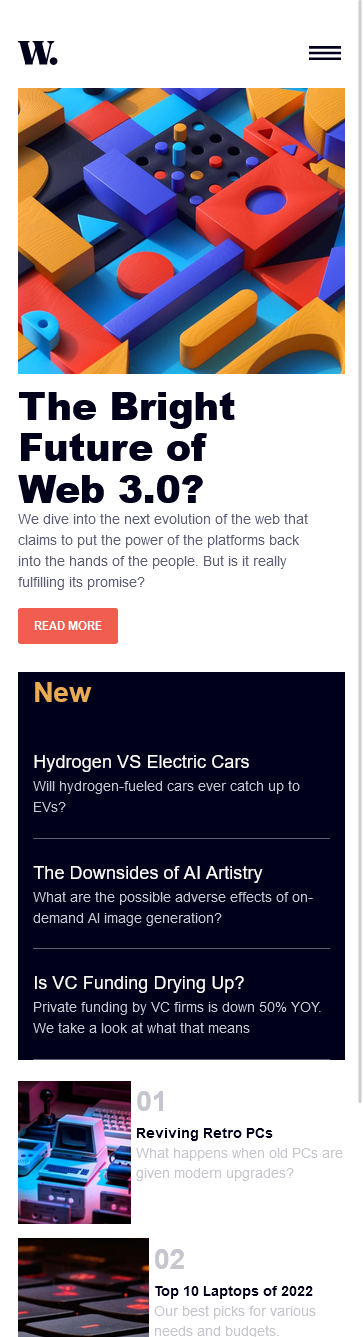 W.
The Bright
Future of
Web 3.0?
We dive into the next evolution of the web that
claims to put the power of the platforms back
into the hands of the people. But is it really
fulfilling its promise?
READ MORE
New
Hydrogen VS Electric Cars
Will hydrogen-fueled cars ever catch up to
EVs?
The Downsides of AI Artistry
What are the possible adverse effects of on-
demand AI image generation?
Is VC Funding Drying Up?
Private funding by VC firms is down 50% YOY.
We take a look at what that means
01
Reviving Retro PCs
What happens when old PCs are
given modern upgrades?
02
Top 10 Laptops of 2022
Our best picks for various
needs and budgets.